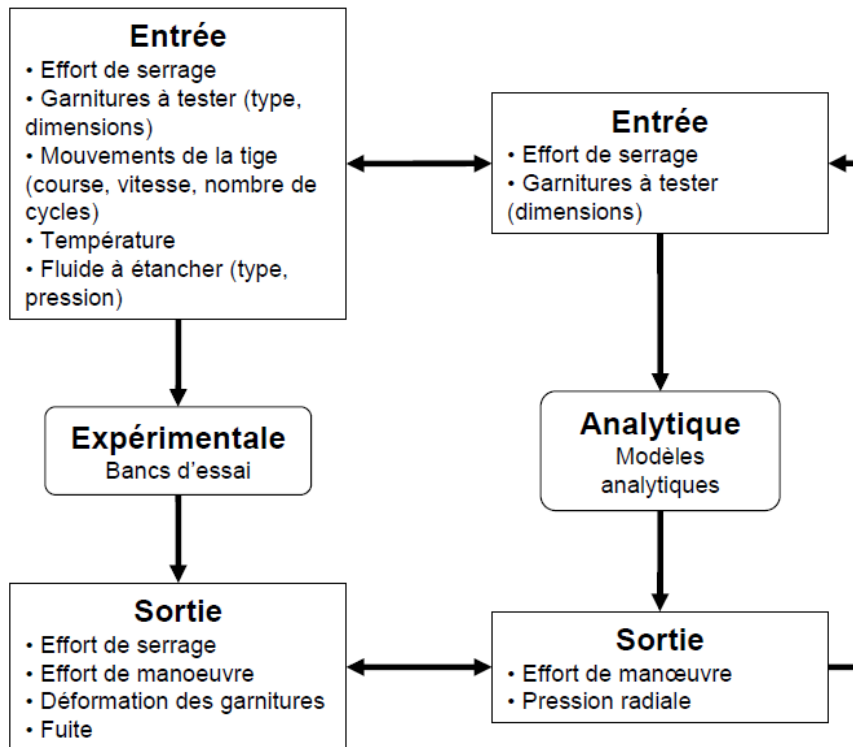 Entrée
• Effort de serrage
• Garnitures à tester (type,
dimensions)
• Mouvements de la tige
(course, vitesse, nombre de
cycles)
• Température
• Fluide à étancher (type,
pression)
Entrée
• Effort de serrage
• Garnitures à tester
(dimensions)
Expérimentale
Bancs d'essai
Analytique
Modèles
analytiques
Sortie
• Effort de serrage
• Effort de manoeuvre
• Déformation des garnitures
• Fuite
Sortie
• Effort de manœuvre
• Pression radiale